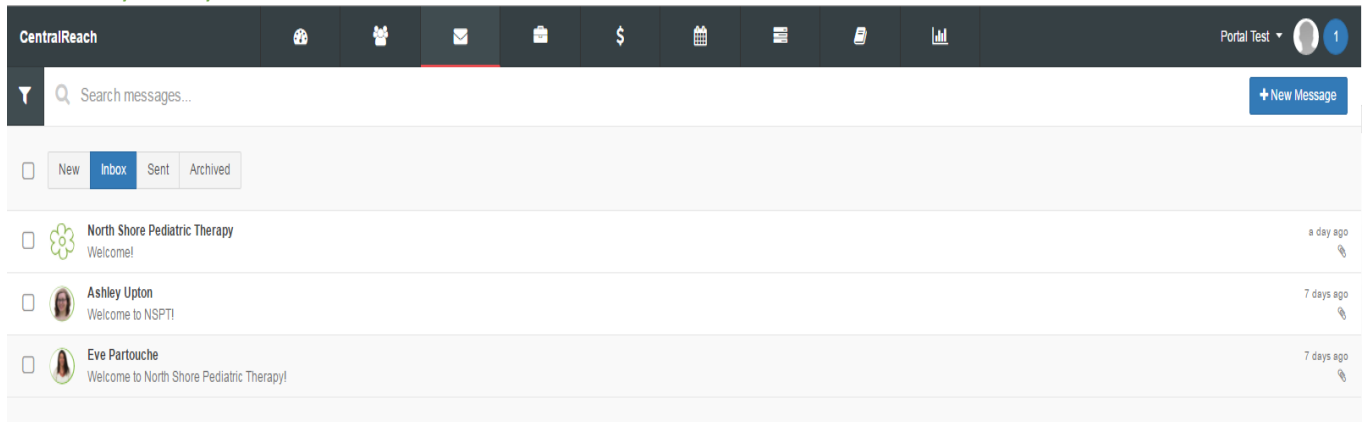 CentralReach
$
Portal Test
1
Search messages...
+ New Message
New Inbox Sent Archived
North Shore Pediatric Therapy
a day ago
Welcome!
Ashley Upton
7 days ago
Welcome to NSPT!
Eve Partouche
7 days ago
Welcome to North Shore Pediatric Therapy!